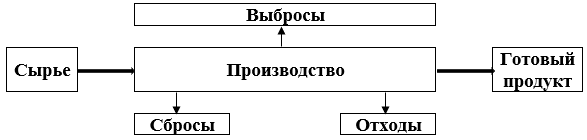 Выбросы
Сырье
Производство
Готовый
продукт
Сбросы
Отходы